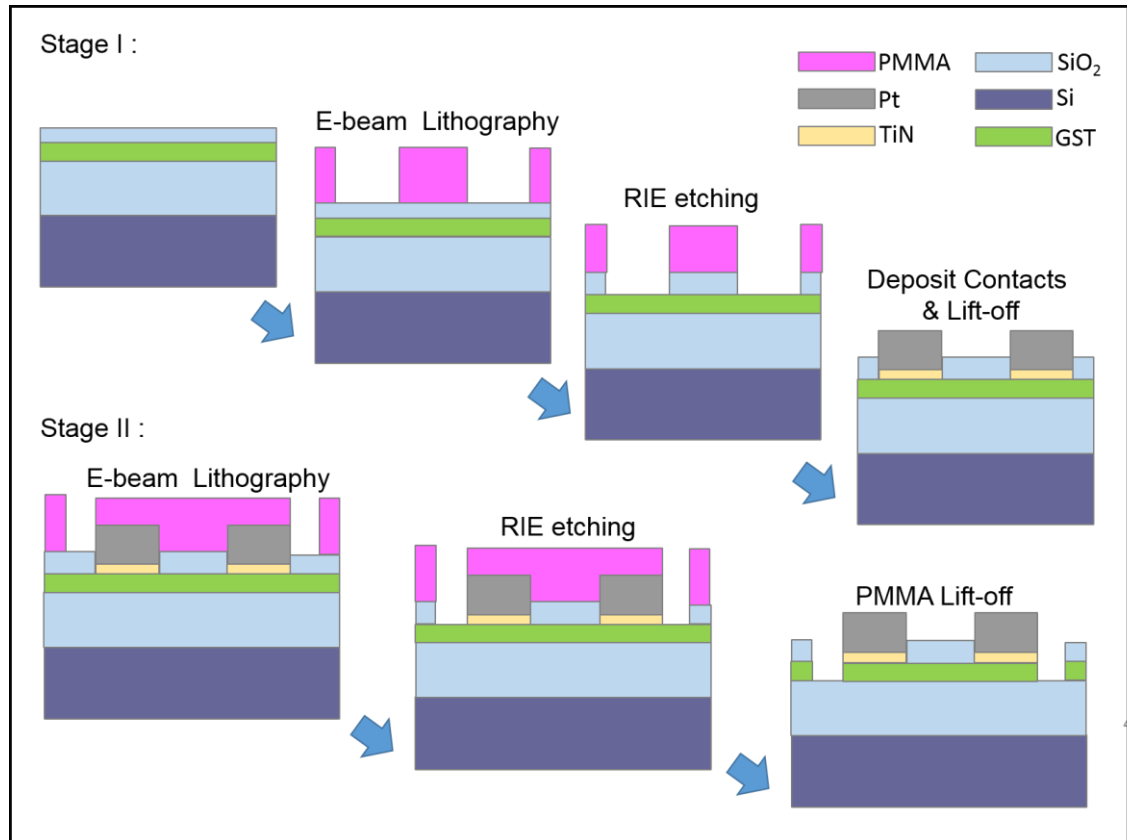 Stage I :
PMMA
SiO₂
Pt
Si
TiN
GST
E-beam Lithography
RIE etching
Deposit Contacts
& Lift-off
Stage II :
E-beam Lithography
RIE etching
PMMA Lift-off